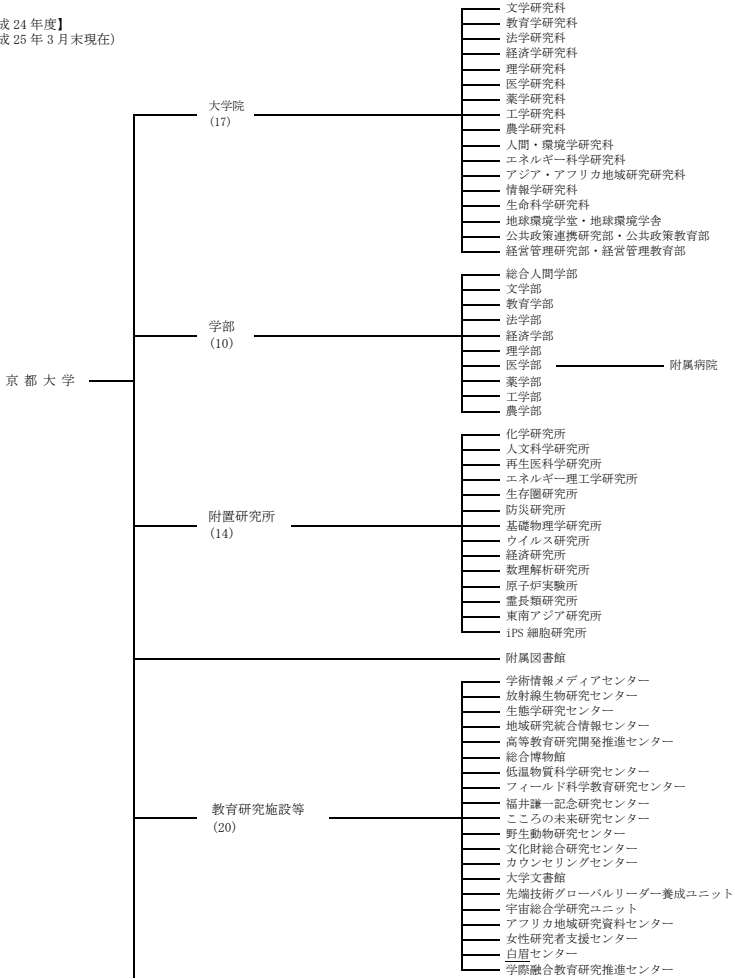 成 24 年度】
成 25 年 3 月末現在)
京都大学
大学院
(17)
文学研究科
教育学研究科
法学研究科
経済学研究科
理学研究科
医学研究科
薬学研究科
工学研究科
農学研究科
人間・環境学研究科
エネルギー科学研究科
アジア・アフリカ地域研究研究科
情報学研究科
生命科学研究科
地球環境学堂・地球環境学舎
公共政策連携研究部・公共政策教育部
経営管理研究部・経営管理教育部
学部
(10)
総合人間学部
文学部
教育学部
法学部
経済学部
理学部
医学部 附属病院
薬学部
工学部
農学部
附置研究所
(14)
化学研究所
人文科学研究所
再生医科学研究所
エネルギー理工学研究所
生存圏研究所
防災研究所
基礎物理学研究所
ウイルス研究所
経済研究所
数理解析研究所
原子炉実験所
霊長類研究所
東南アジア研究所
iPS 細胞研究所
附属図書館
教育研究施設等
(20)
学術情報メディアセンター
放射線生物研究センター
生態学研究センター
地域研究統合情報センター
高等教育研究開発推進センター
総合博物館
低温物質科学研究センター
フィールド科学教育研究センター
福井謙一記念研究センター
こころの未来研究センター
野生動物研究センター
文化財総合研究センター
カウンセリングセンター
大学文書館
先端技術グローバルリーダー養成ユニット
宇宙総合学研究ユニット
アフリカ地域研究資料センター
女性研究者支援センター
白眉センター
学際融合教育研究推進センター